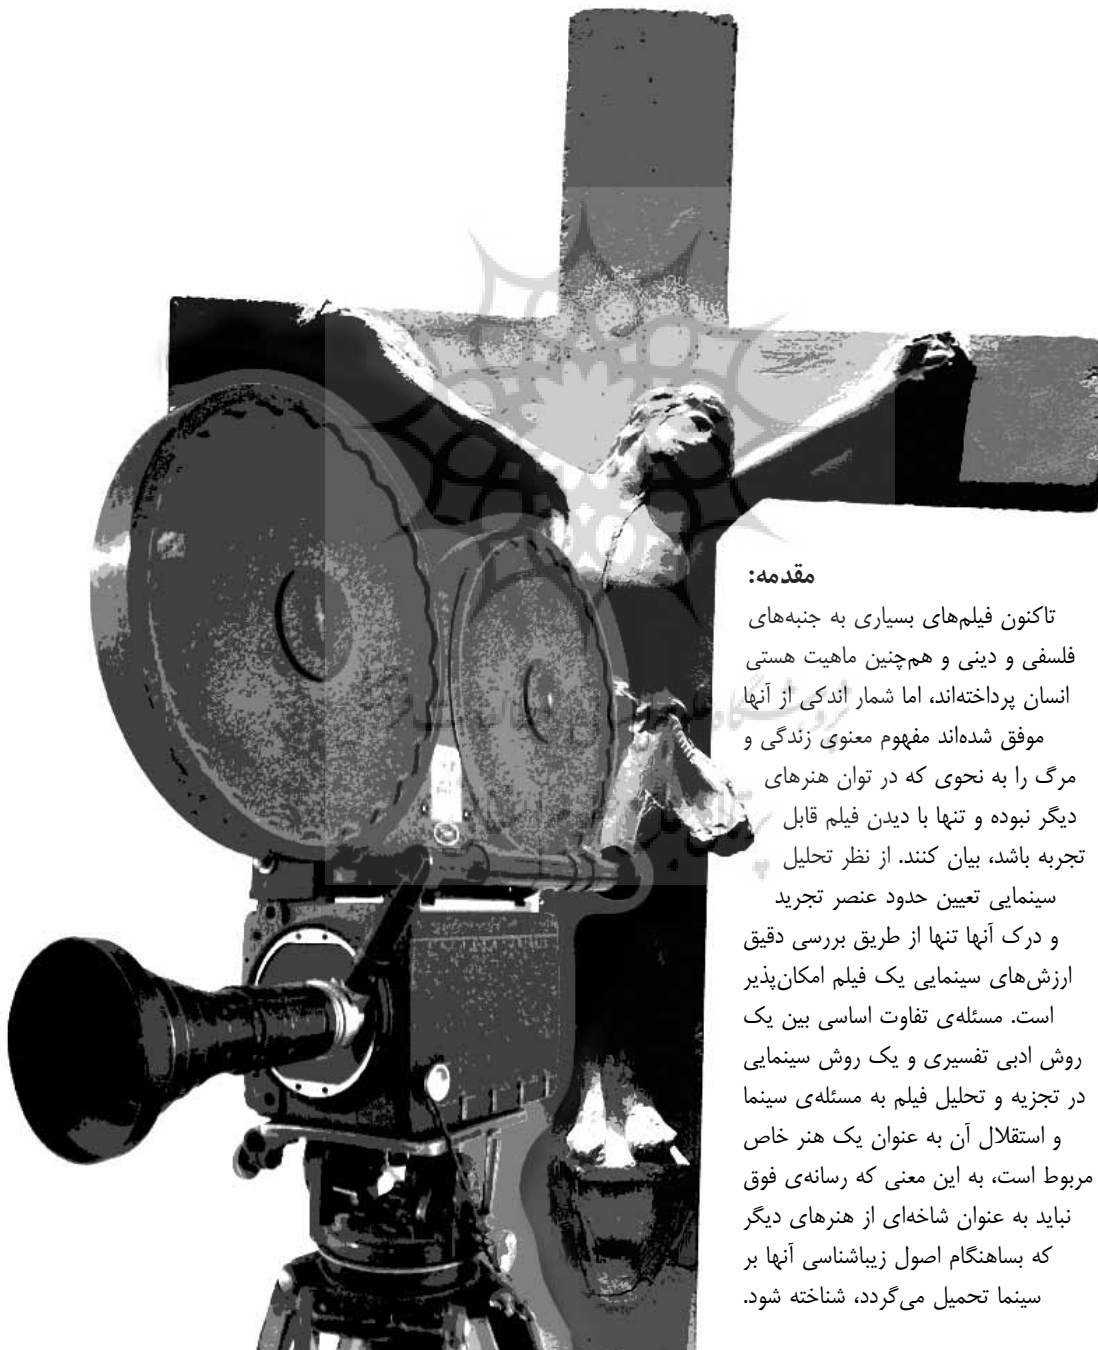 مقدمه:
تاکنون فیلم‌های بسیاری به جنبه‌های
فلسفی و دینی و هم‌چنین ماهیت هستی
انسان پرداخته‌اند، اما شمار اندکی از آنها
موفق شده‌اند مفهوم معنوی زندگی و
مرگ را به نحوی که در توان هنرهای
دیگر نبوده و تنها با دیدن فیلم قابل
تجربه باشد، بیان کنند. از نظر تحلیل
سینمایی تعیین حدود عنصر تجرید
و درک آنها تنها از طریق بررسی دقیق
ارزش‌های سینمایی یک فیلم امکان‌پذیر
است. مسئله‌ی تفاوت اساسی بین یک
روش ادبی تفسیری و یک روش سینمایی
در تجزیه و تحلیل فیلم به مسئله‌ی سینما
و استقلال آن به عنوان یک هنر خاص
مربوط است، به این معنی که رسانه‌ی فوق
نباید به عنوان شاخه‌ای از هنرهای دیگر
که بساهنگام اصول زیباشناسی آنها بر
سینما تحمیل می‌گردد، شناخته شود.